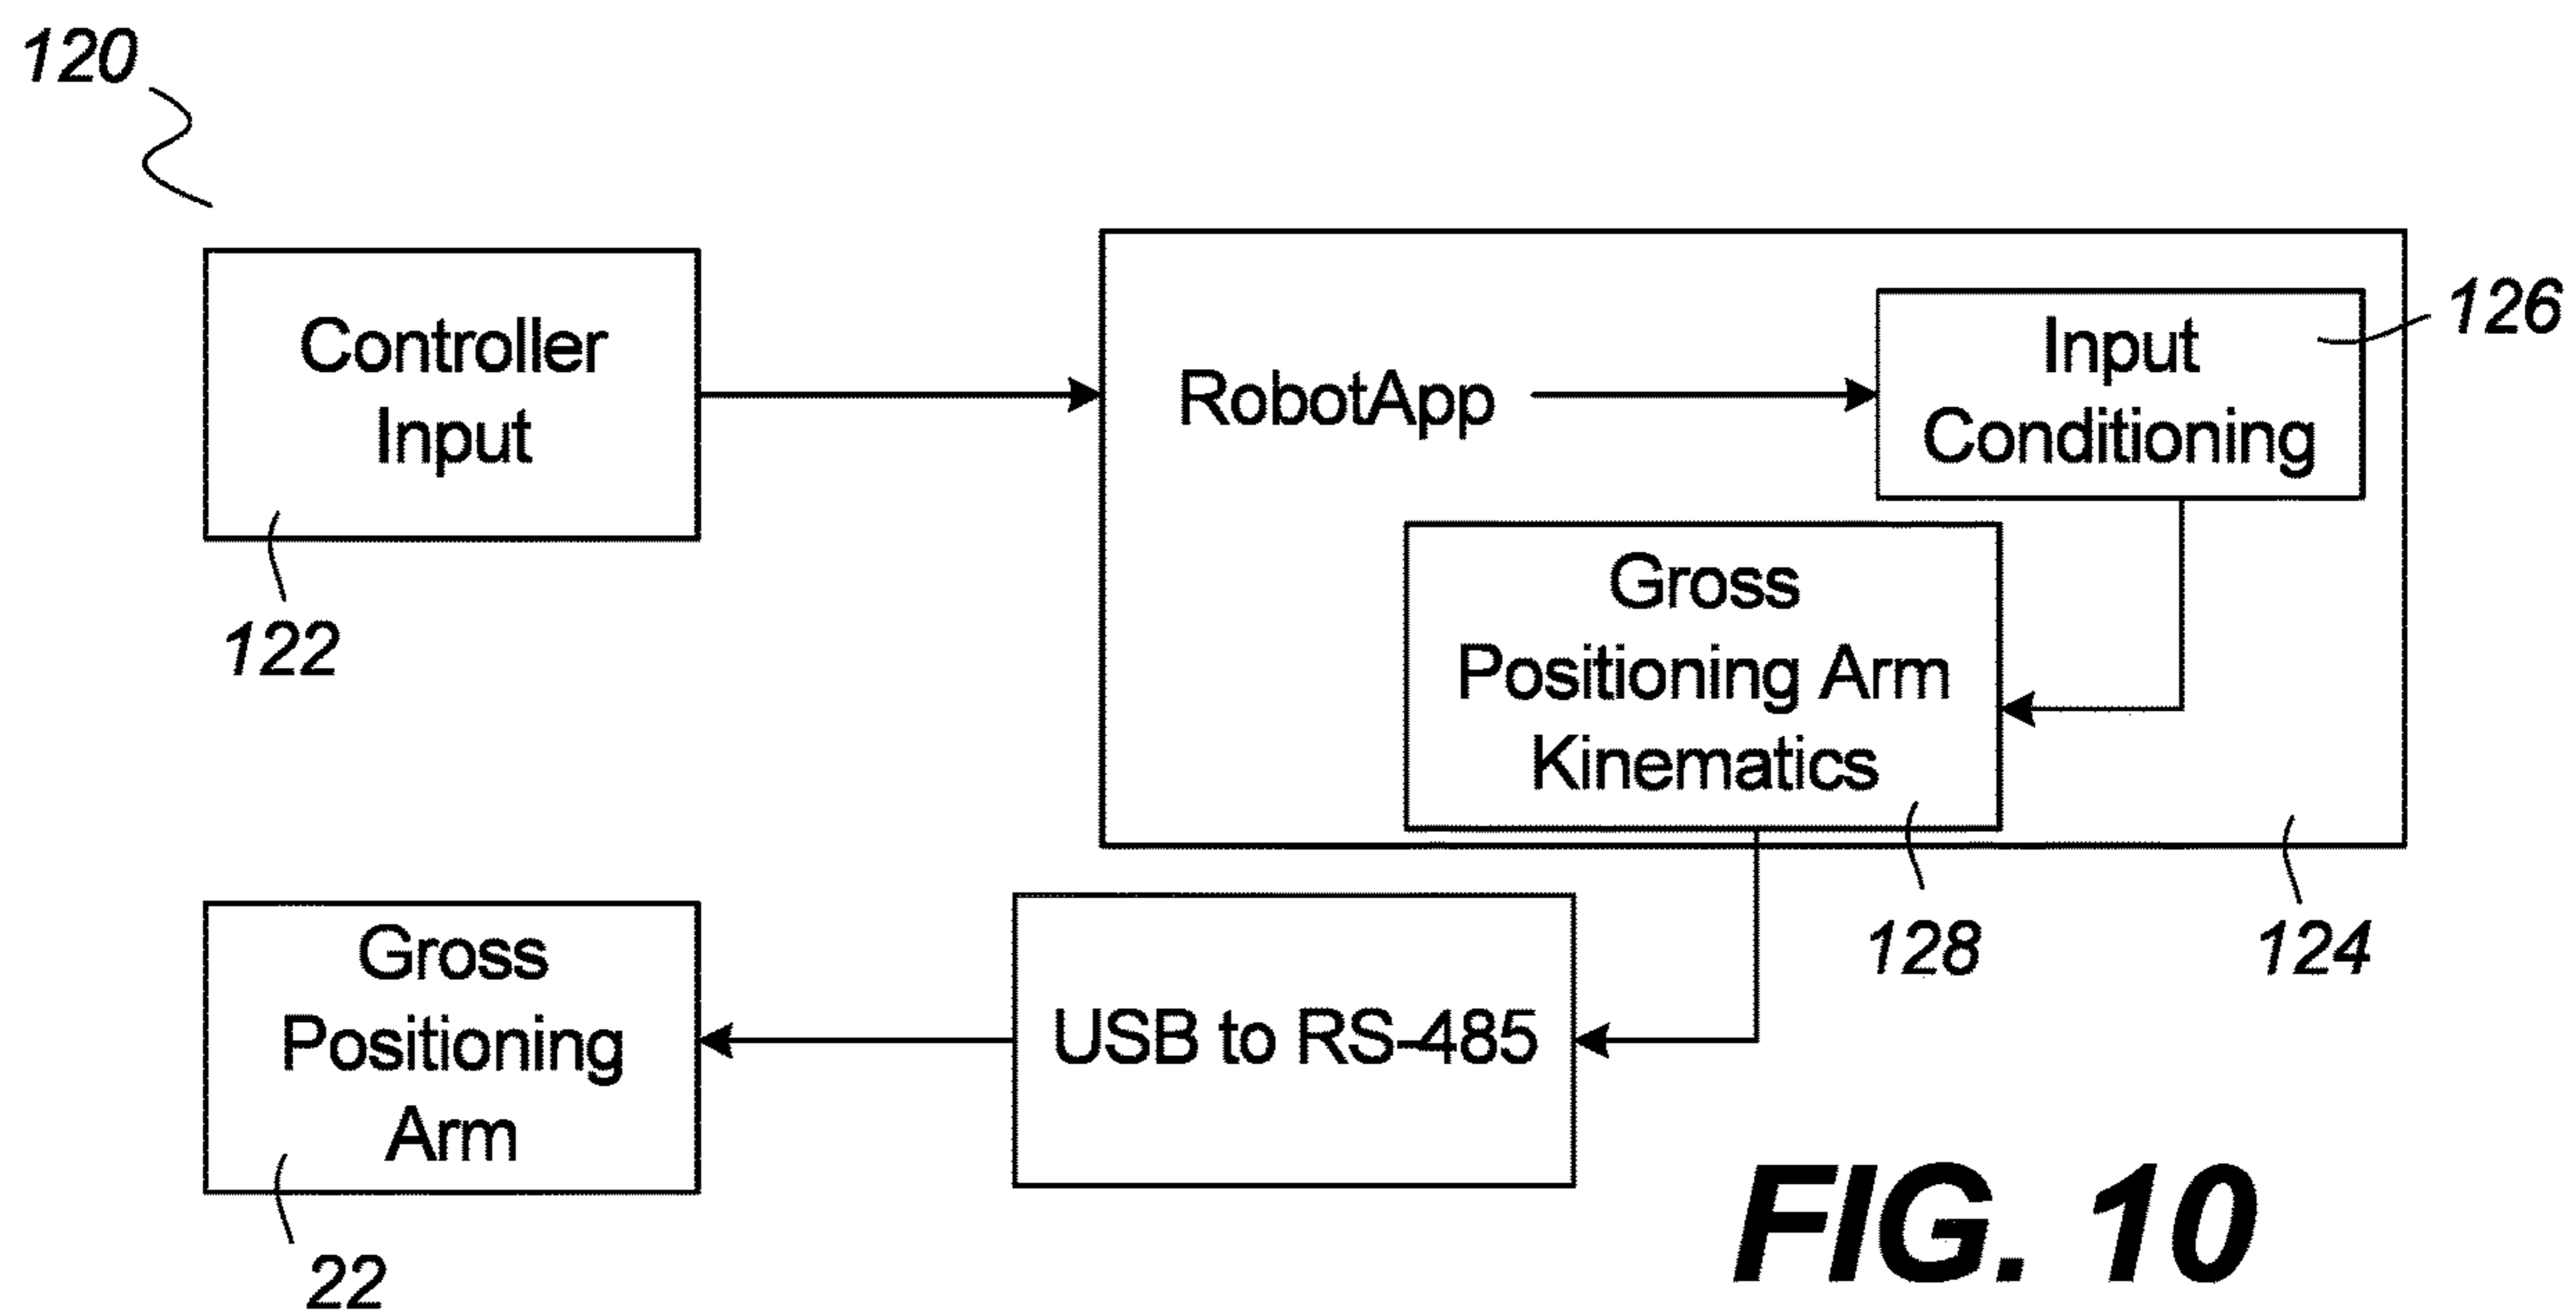 120
Controller
Input
122
RobotApp
Input
Conditioning
126
Gross
Positioning Arm
Kinematics
128
124
Gross
Positioning
Arm
22
USB to RS-485
FIG. 10